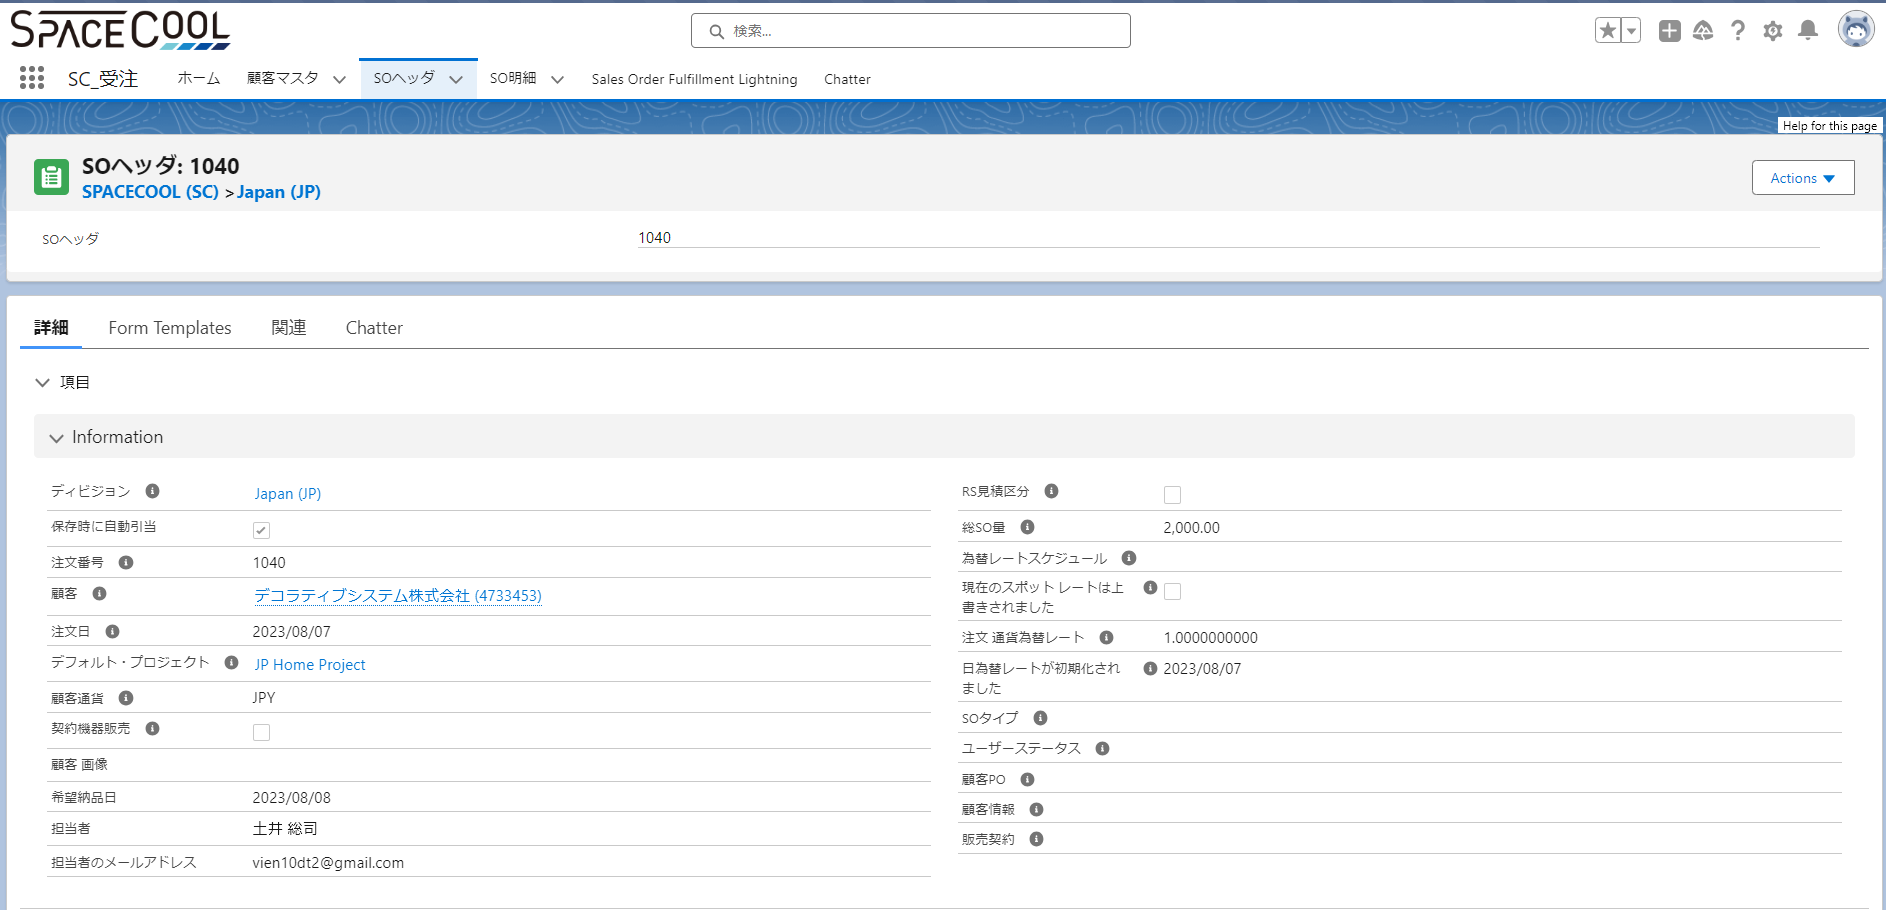 SPACECOOL
検索...
SC_受注
ホーム
顧客マスタ
SOヘッダ
SO明細
Sales Order Fulfillment Lightning
Chatter
Help for this page
SOヘッダ: 1040
SPACECOOL (SC) > Japan (JP)
Actions
SOヘッダ 1040
詳細
Form Templates
関連
Chatter
項目
Information
ディビジョン Japan (JP)
保存時に自動引当
注文番号 1040
顧客 デコラティブシステム株式会社 (4733453)
注文日 2023/08/07
デフォルト・プロジェクト JP Home Project
顧客通貨 JPY
契約機器販売
顧客 画像
希望納品日 2023/08/08
担当者 土井 総司
担当者のメールアドレス vien10dt2@gmail.com
RS見積区分
総SO量 2,000.00
為替レートスケジュール
現在のスポット レートは上
書きされました
注文 通貨為替レート 1.0000000000
日為替レートが初期化され 2023/08/07
ました
SOタイプ
ユーザーステータス
顧客PO
顧客情報
販売契約